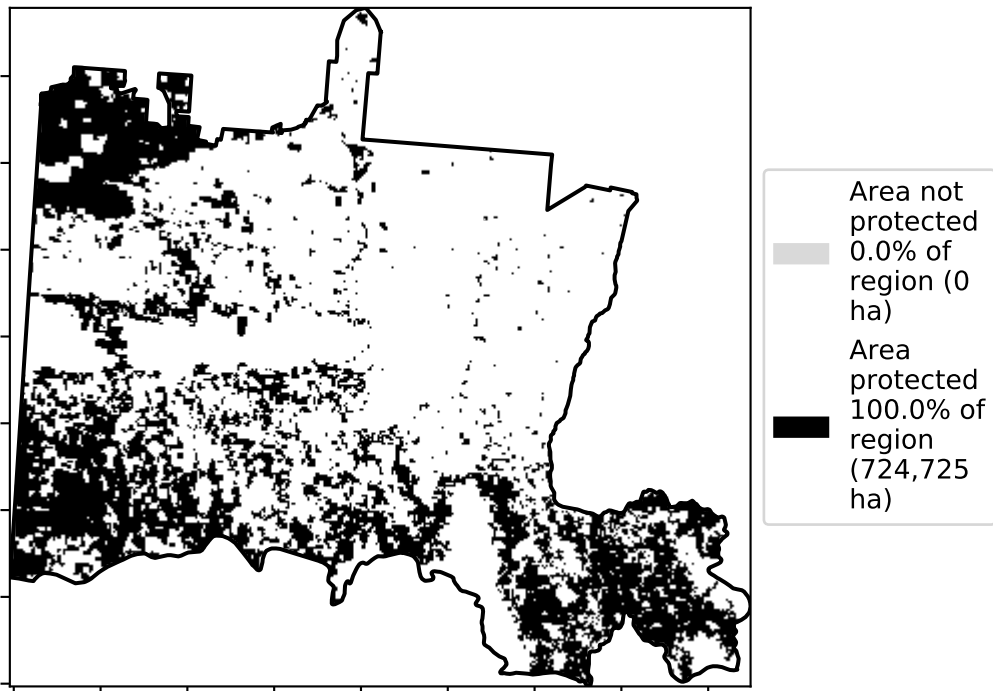 Area not
protected
0.0% of
region (0
ha)
Area
protected
100.0% of
region
(724,725
ha)